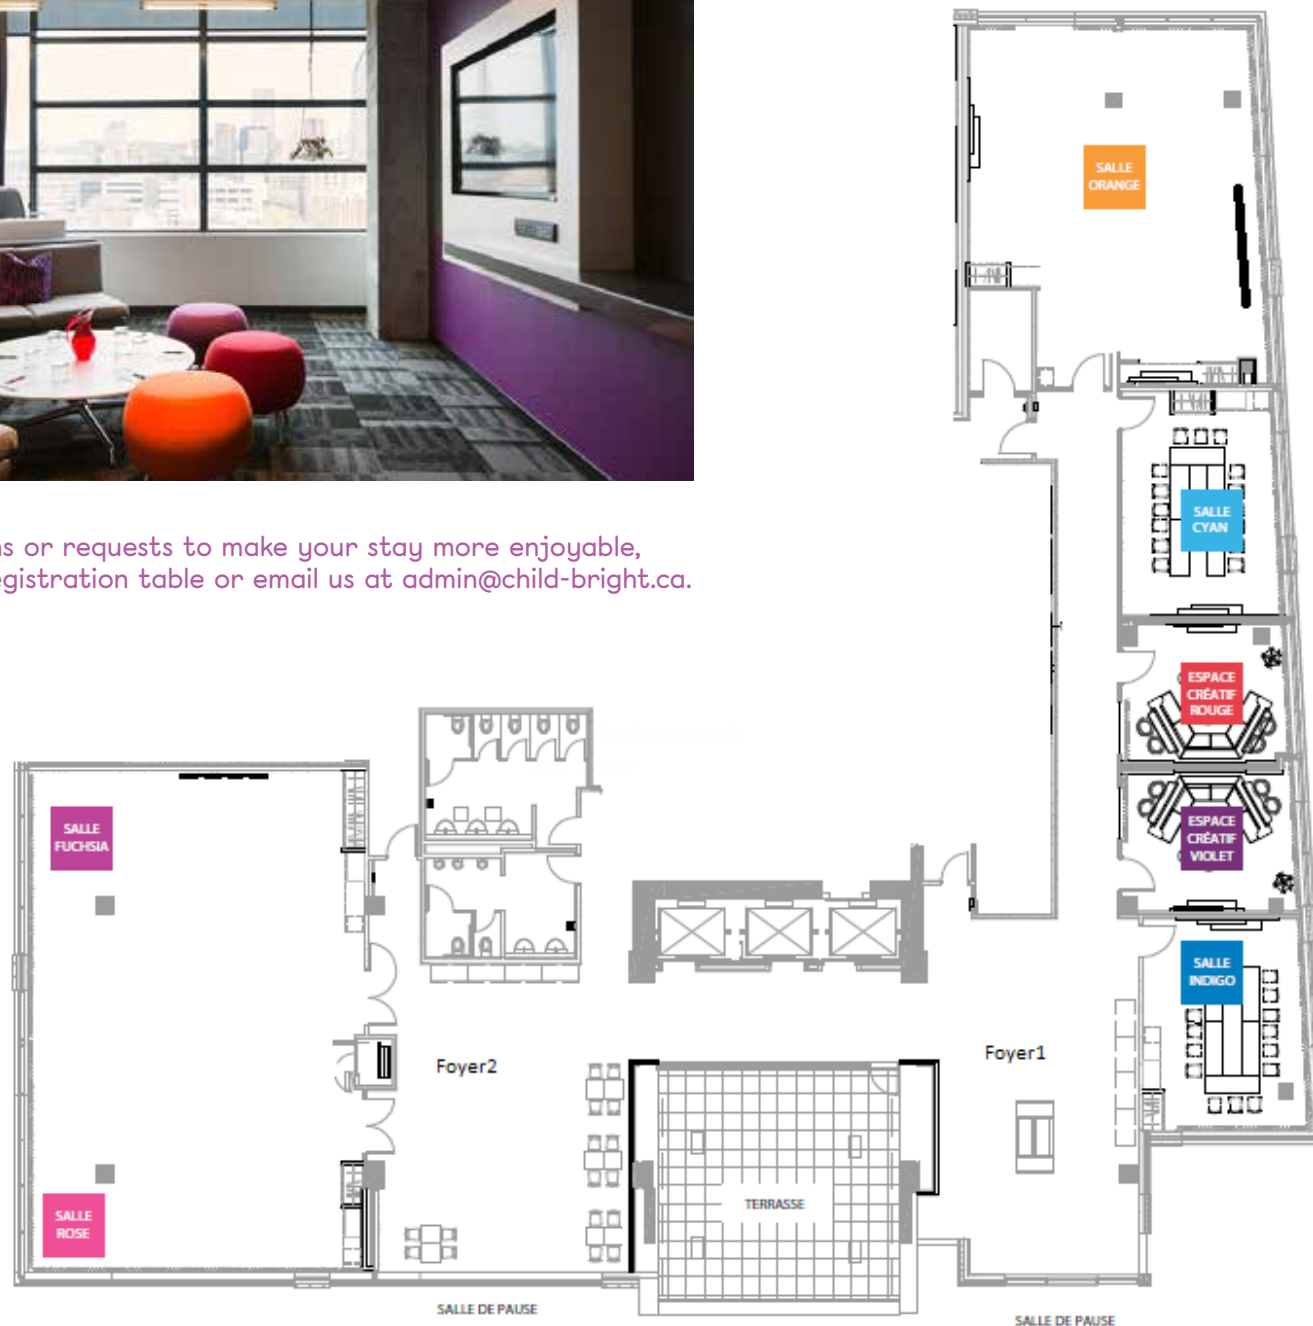 s or requests to make your stay more enjoyable,
gistration table or email us at admin@child-bright.ca.
SALLE
ORANGE
SALLE
CYAN
ESPACE
CRÉATIF
ROUGE
ESPACE
CRÉATIF
VIOLET
SALLE
INDIGO
SALLE
FUCHSIA
SALLE
ROSE
Foyer2
Foyer1
TERRASSE
SALLE DE PAUSE
SALLE DE PAUSE